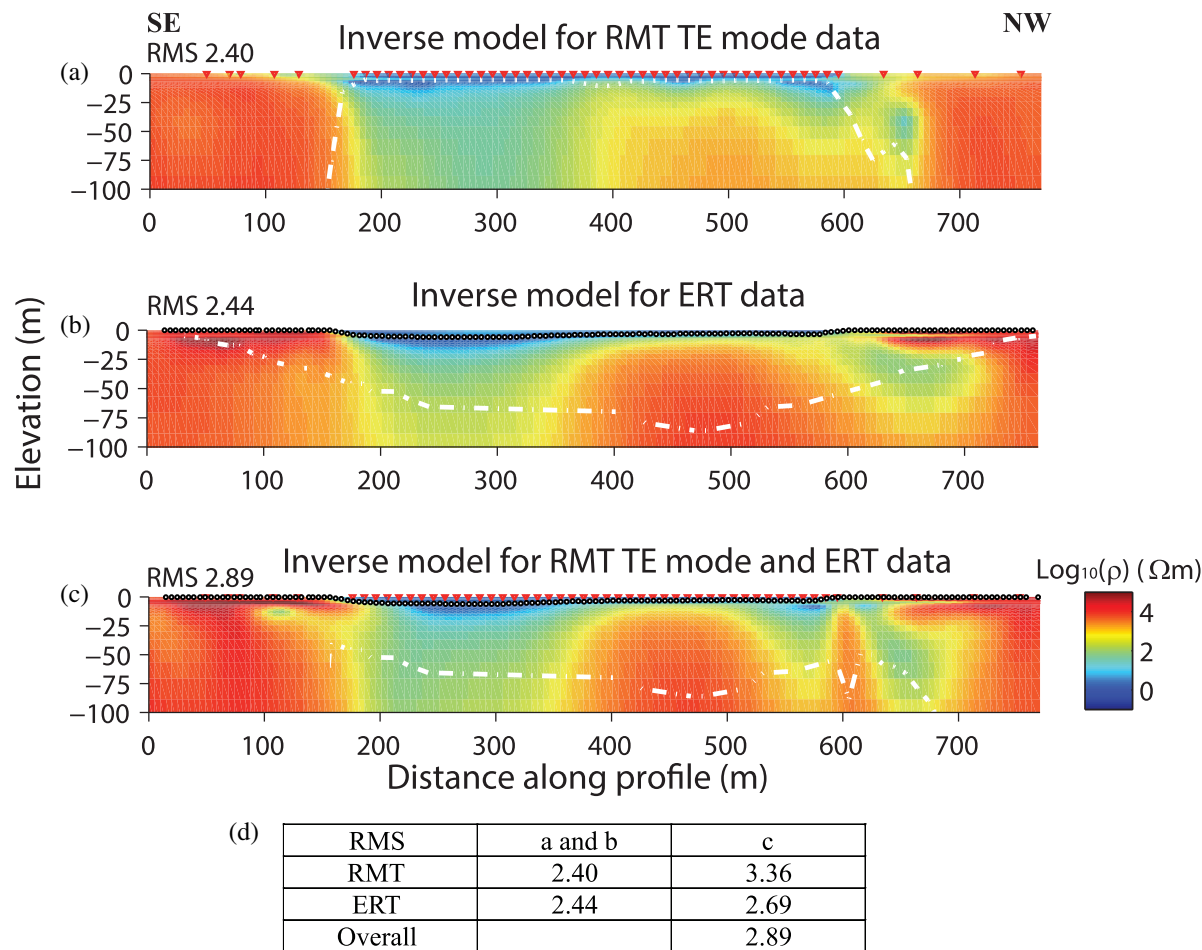 SE
NW
RMS 2.40
Inverse model for RMT TE mode data
(a)
0
−25
−50
−75
−100
0 100 200 300 400 500 600 700
RMS 2.44
Inverse model for ERT data
(b)
0
−25
−50
−75
−100
0 100 200 300 400 500 600 700
Elevation (m)
RMS 2.89
Inverse model for RMT TE mode and ERT data
(c)
0
−25
−50
−75
−100
0 100 200 300 400 500 600 700
Distance along profile (m)
Log10(ρ) (Ωm)
4
2
0
(d)
RMS a and b c
RMT 2.40 3.36
ERT 2.44 2.69
Overall 2.89